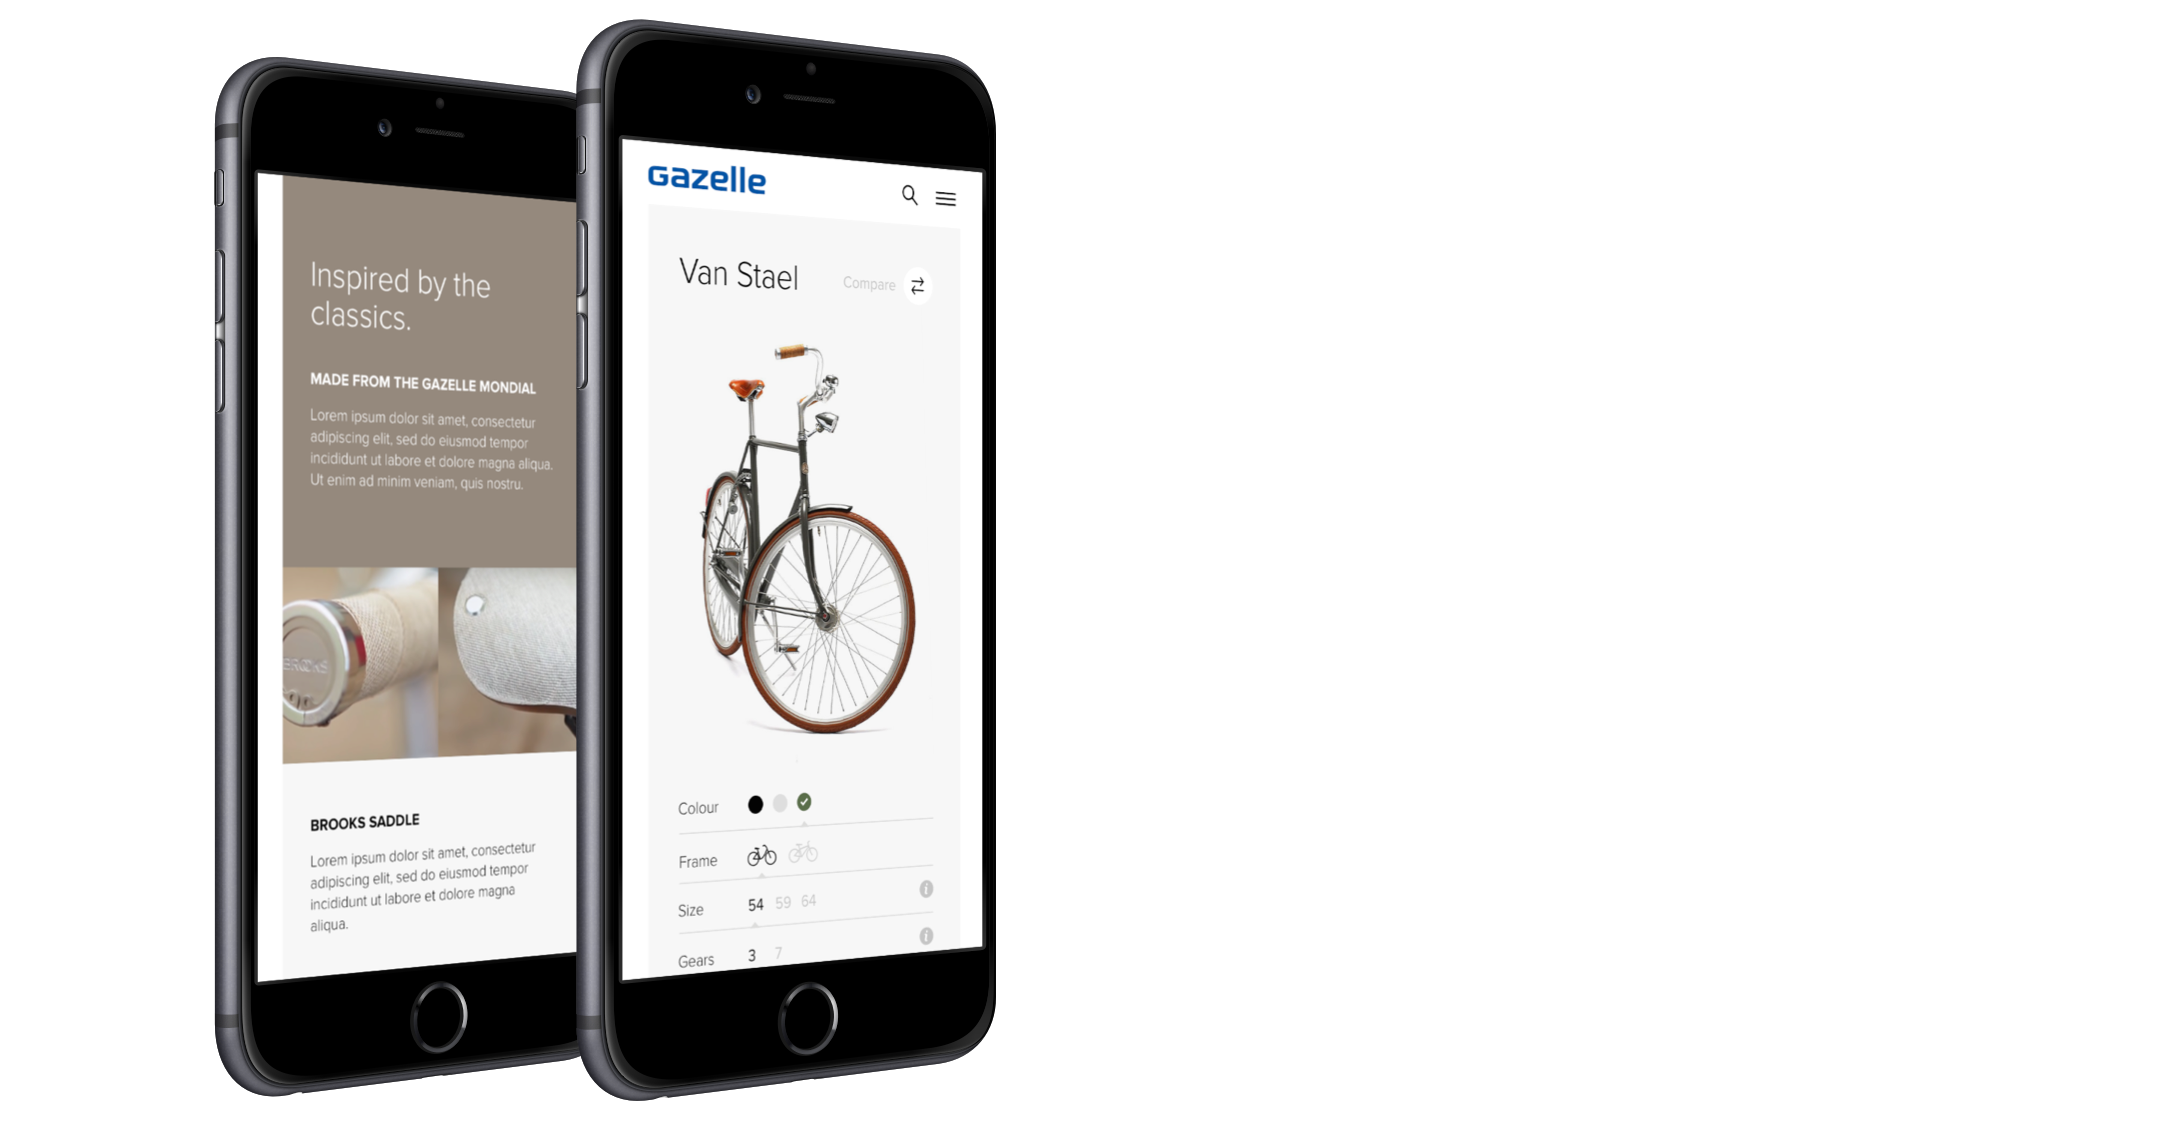 Inspired by the
classics.
MADE FROM THE GAZELLE MONDIAL
Lorem ipsum dolor sit amet, consectetur
adipiscing elit, sed do eiusmod tempor
incididunt ut labore et dolore magna aliqua.
Ut enim ad minim veniam, quis nostru.
BROOKS
BROOKS SADDLE
Lorem ipsum dolor sit amet, consectetur
adipiscing elit, sed do eiusmod tempor
incididunt ut labore et dolore magna
aliqua.
Gazelle
Van Stael
Compare
Colour
Frame
Size 54 59 64
Gears 3 7